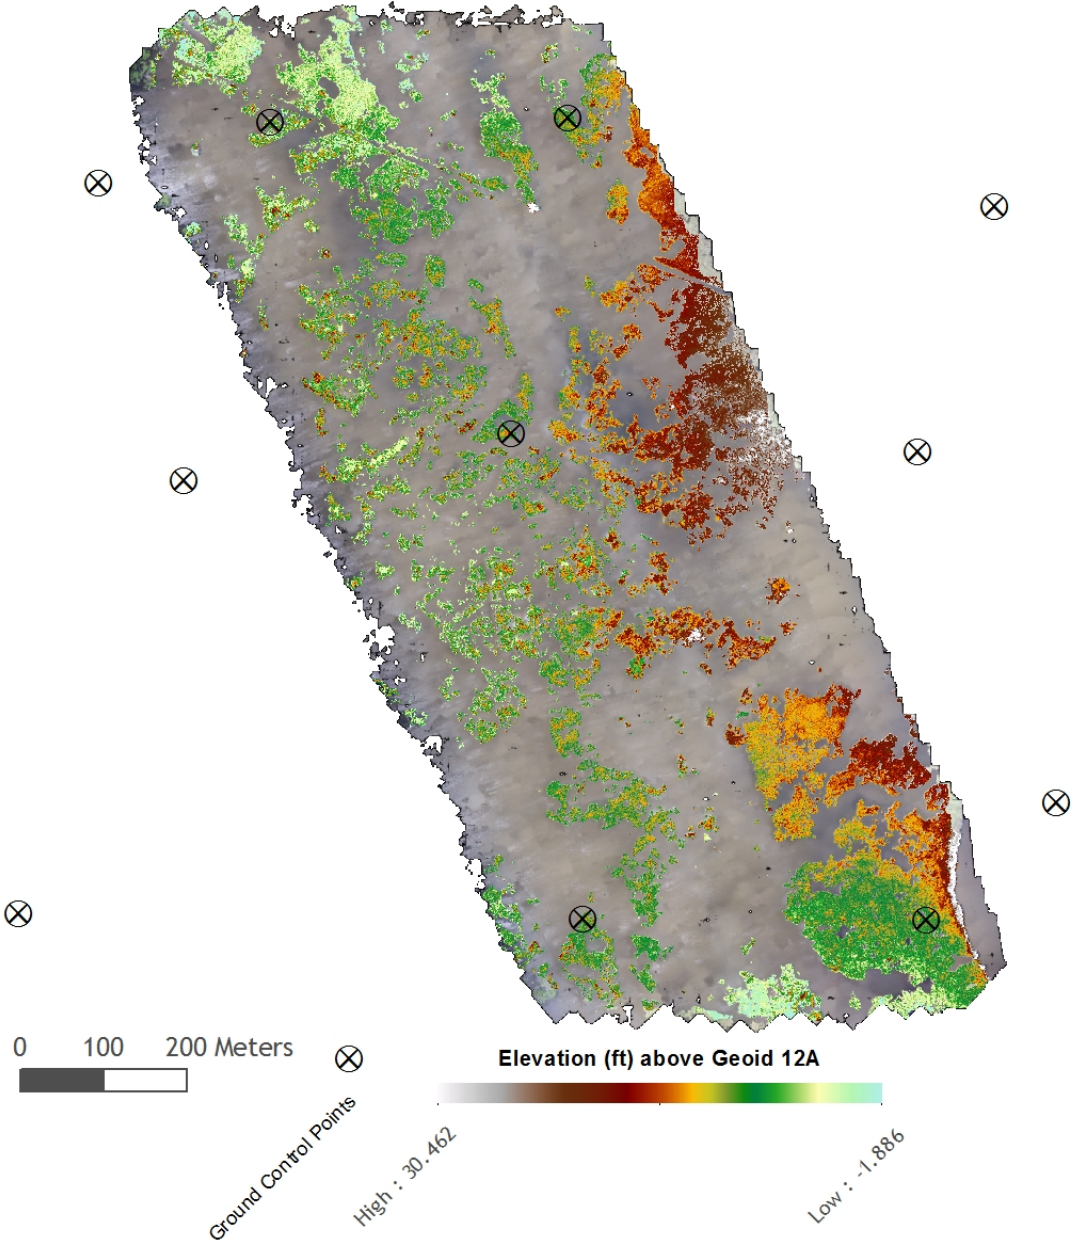 0 100 200 Meters
Ground Control Points
Elevation (ft) above Geoid 12A
High : 30.462
Low : -1.886